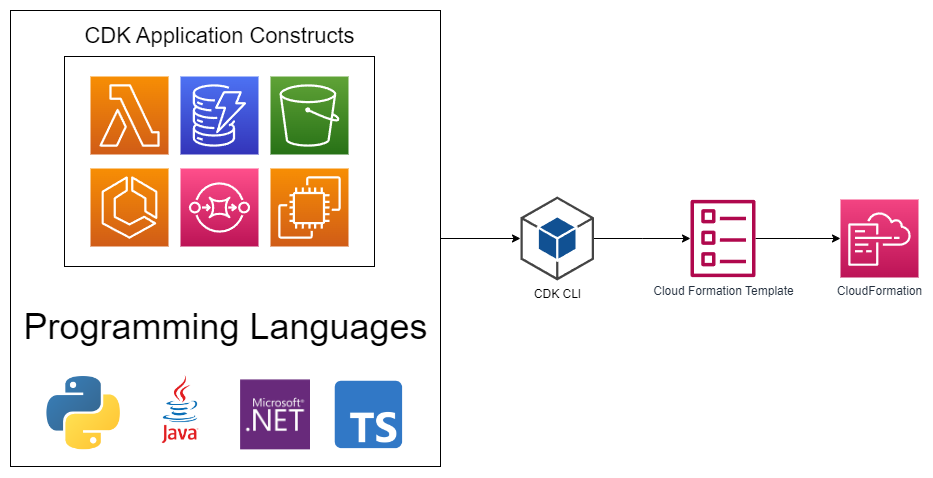 CDK Application Constructs
CDK CLI
Cloud Formation Template
CloudFormation
Programming Languages
Java
Microsoft®
.NET
TS